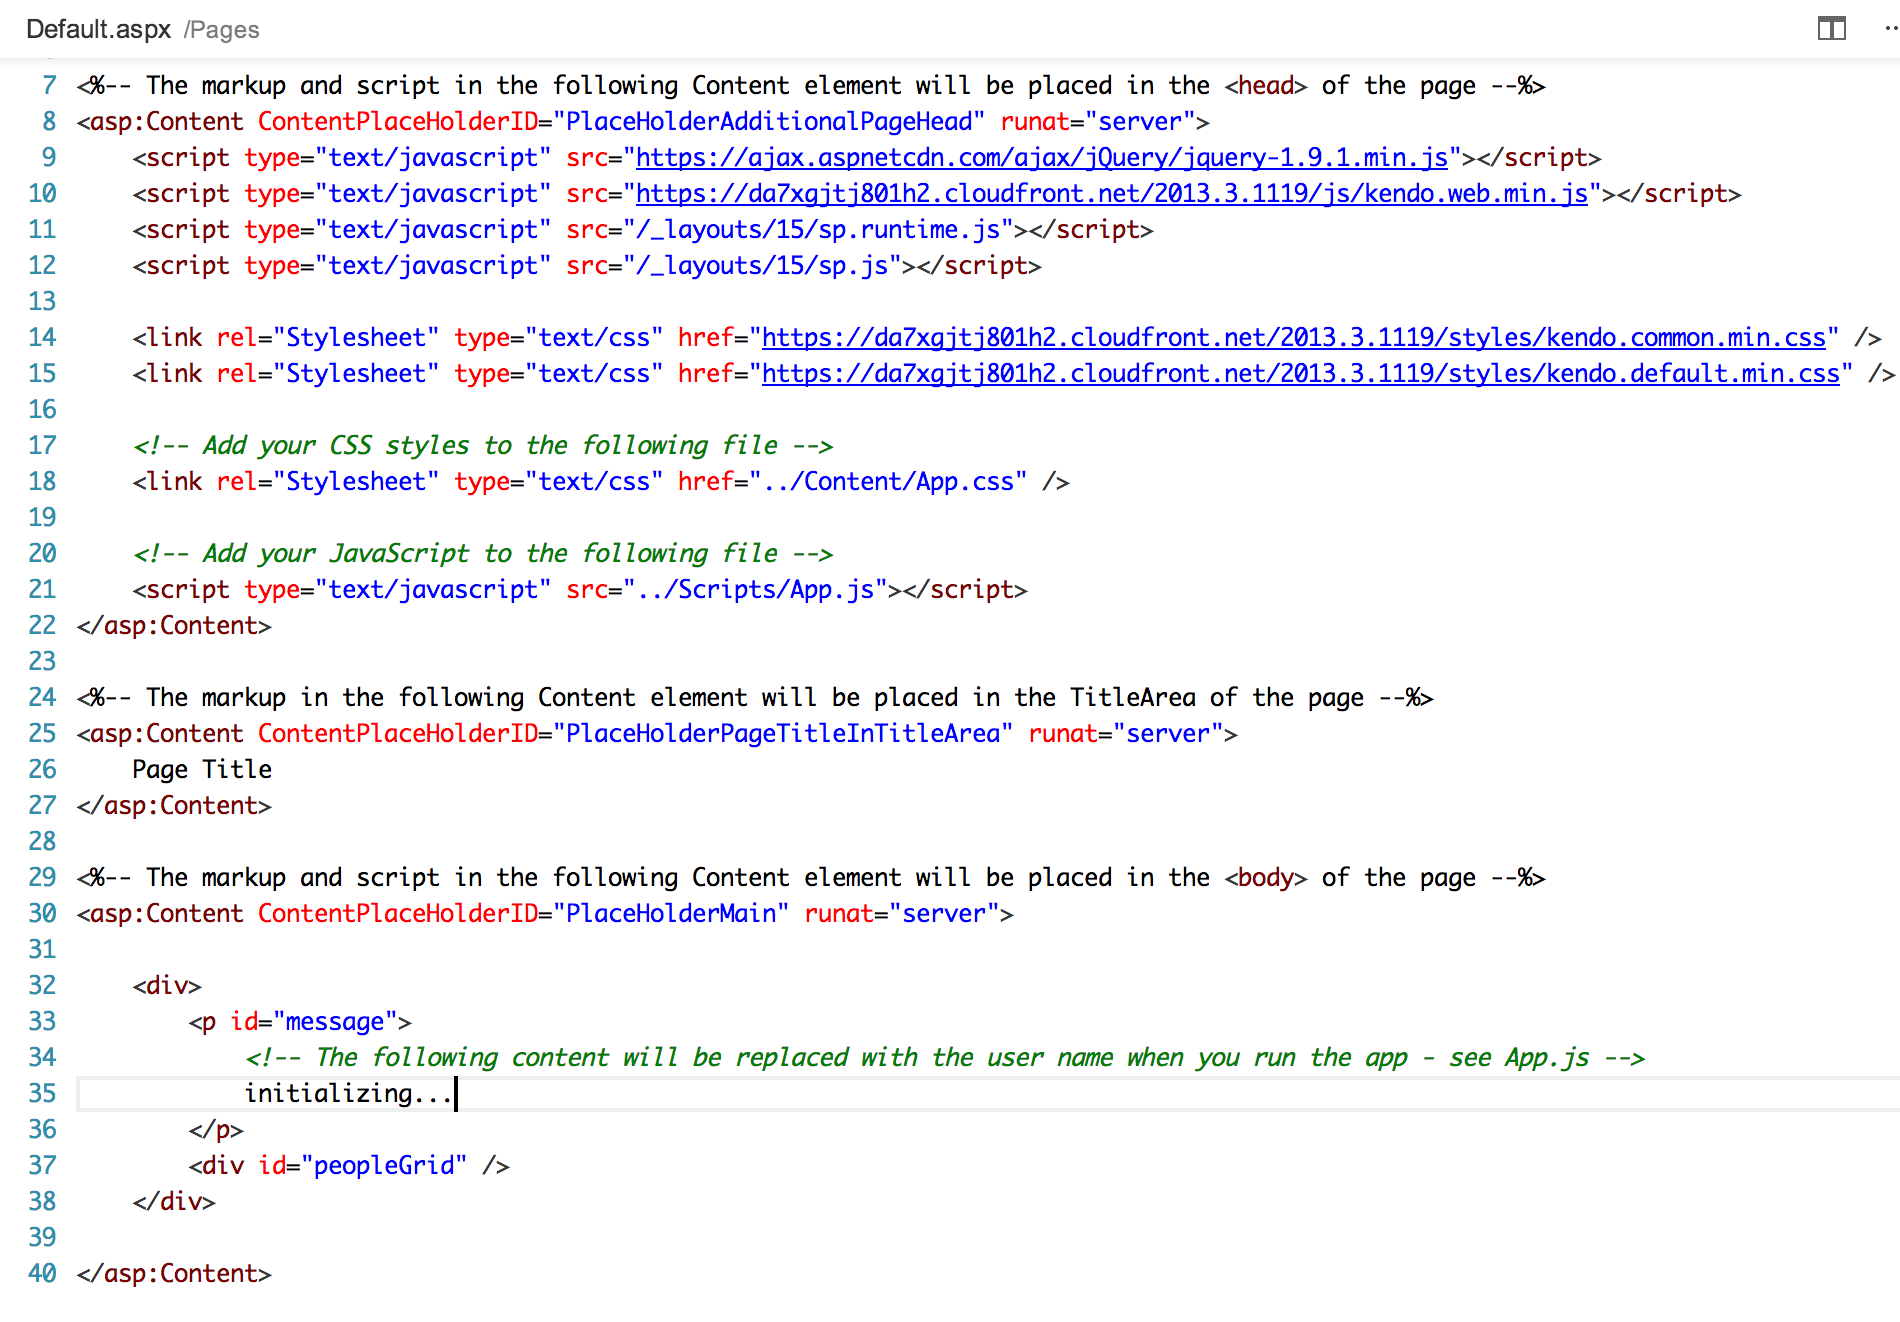 Default.aspx /Pages
7 <%-- The markup and script in the following Content element will be placed in the <head> of the page --%>
8 <asp:Content ContentPlaceHolderID="PlaceHolderAdditionalPageHead" runat="server">
9     <script type="text/javascript" src="https://ajax.aspnetcdn.com/ajax/jQuery/jquery-1.9.1.min.js"></script>
10     <script type="text/javascript" src="https://da7xgjtj801h2.cloudfront.net/2013.3.1119/js/kendo.web.min.js"></script>
11     <script type="text/javascript" src="/_layouts/15/sp.runtime.js"></script>
12     <script type="text/javascript" src="/_layouts/15/sp.js"></script>
13
14     <link rel="Stylesheet" type="text/css" href="https://da7xgjtj801h2.cloudfront.net/2013.3.1119/styles/kendo.common.min.css" />
15     <link rel="Stylesheet" type="text/css" href="https://da7xgjtj801h2.cloudfront.net/2013.3.1119/styles/kendo.default.min.css" />
16
17     <!-- Add your CSS styles to the following file -->
18     <link rel="Stylesheet" type="text/css" href="../Content/App.css" />
19
20     <!-- Add your JavaScript to the following file -->
21     <script type="text/javascript" src="../Scripts/App.js"></script>
22 </asp:Content>
23
24 <%-- The markup in the following Content element will be placed in the TitleArea of the page --%>
25 <asp:Content ContentPlaceHolderID="PlaceHolderPageTitleInTitleArea" runat="server">
26     Page Title
27 </asp:Content>
28
29 <%-- The markup and script in the following Content element will be placed in the <body> of the page --%>
30 <asp:Content ContentPlaceHolderID="PlaceHolderMain" runat="server">
31
32     <div>
33         <p id="message">
34             <!-- The following content will be replaced with the user name when you run the app - see App.js -->
35             initializing...
36         </p>
37         <div id="peopleGrid" />
38     </div>
39
40 </asp:Content>